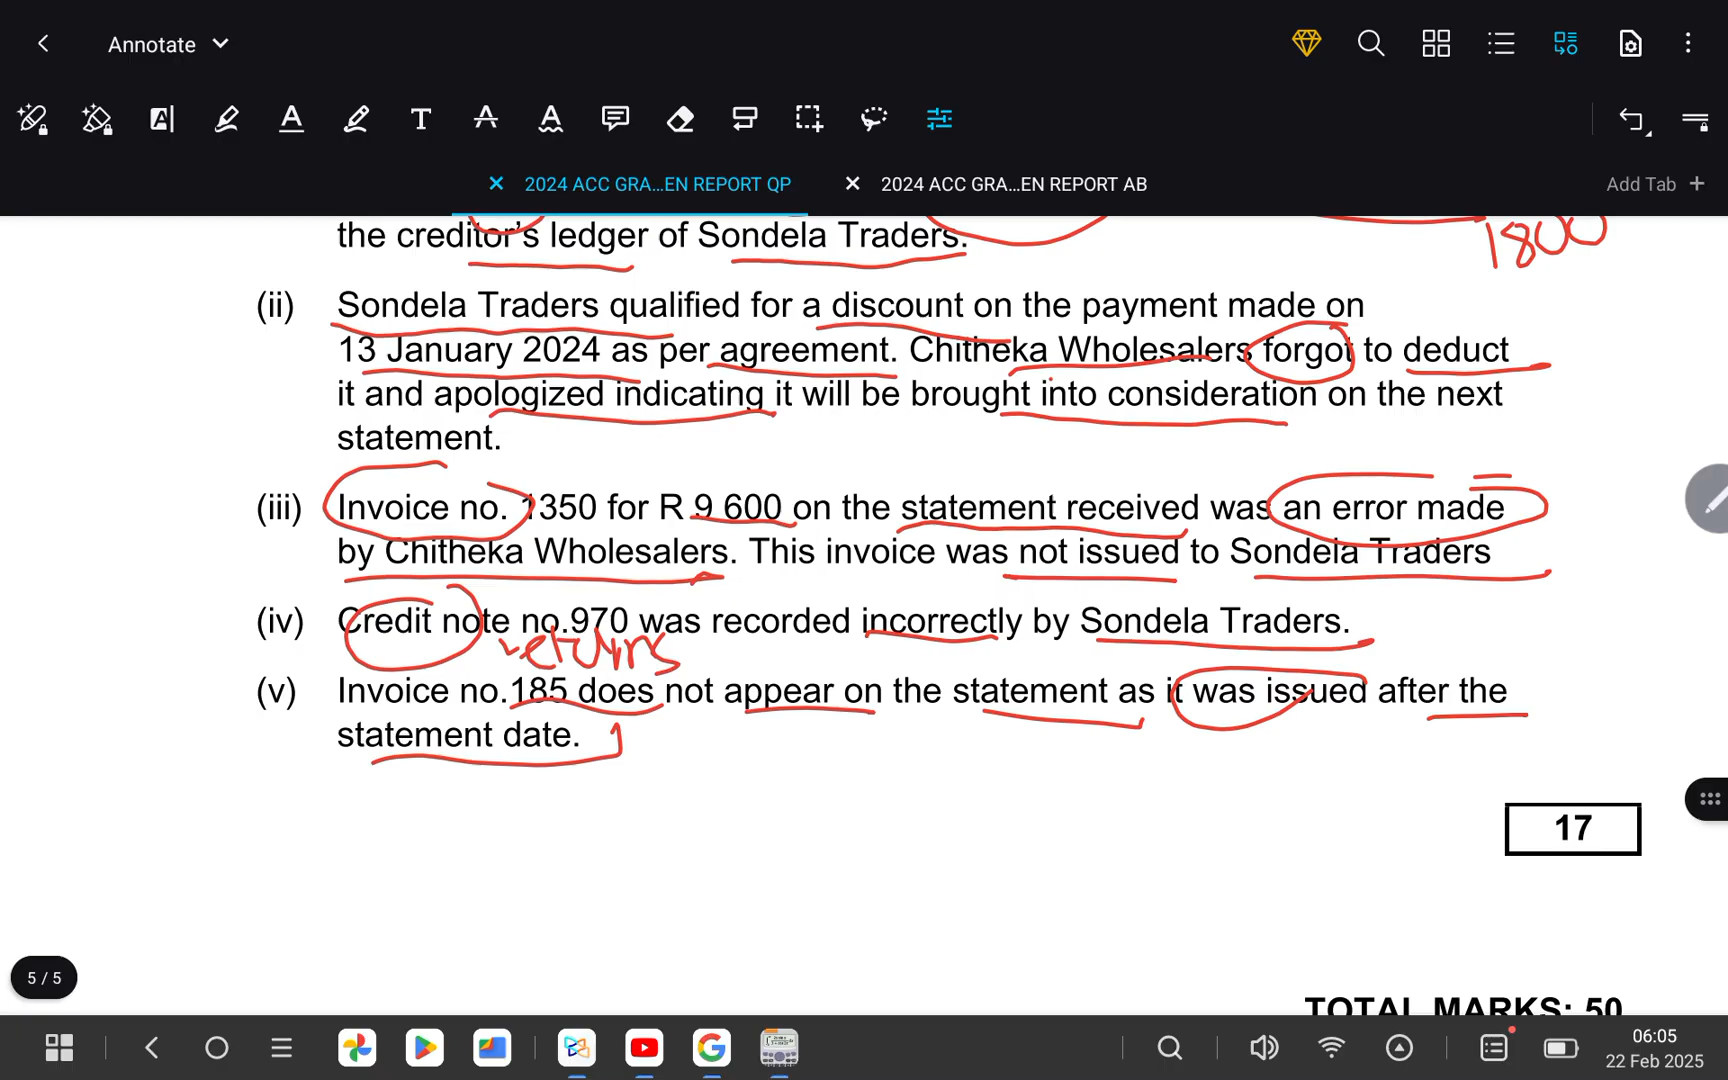 Annotate
2024 ACC GRA...EN REPORT QP
2024 ACC GRA...EN REPORT AB
Add Tab +
the creditor's ledger of Sondela Traders.
1800
(ii) Sondela Traders qualified for a discount on the payment made on
13 January 2024 as per agreement. Chitheka Wholesalers forgot to deduct
it and apologized indicating it will be brought into consideration on the next
statement.
(iii) Invoice no. 1350 for R 9 600 on the statement received was an error made
by Chitheka Wholesalers. This invoice was not issued to Sondela Traders
(iv) Credit note no.970 was recorded incorrectly by Sondela Traders.
returns
(v) Invoice no.185 does not appear on the statement as it was issued after the
statement date.
17
5 / 5
TOTAL MARKS: 50
06:05
22 Feb 2025